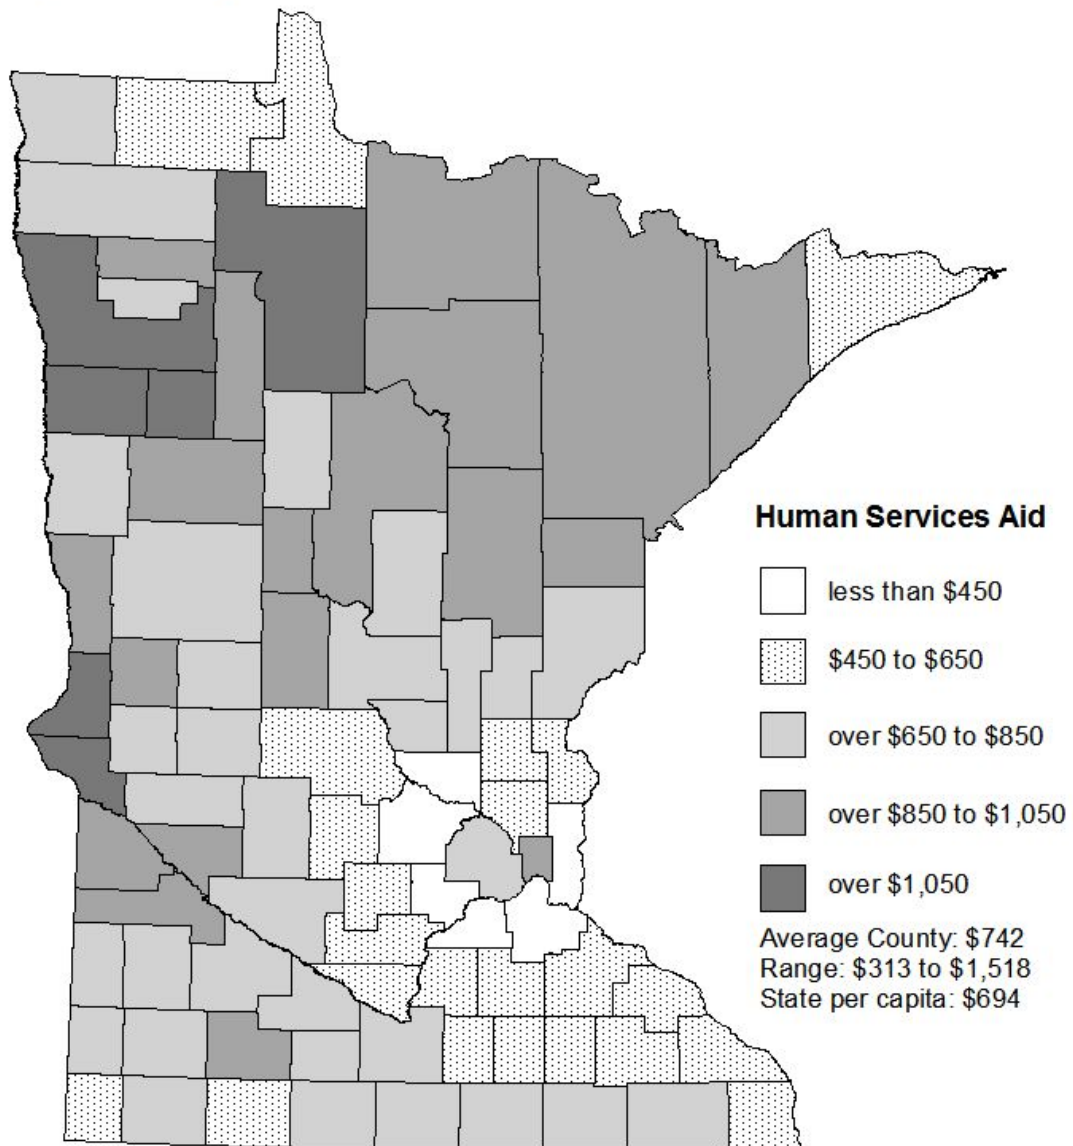 Human Services Aid
less than $450
$450 to $650
over $650 to $850
over $850 to $1,050
over $1,050
Average County: $742
Range: $313 to $1,518
State per capita: $694